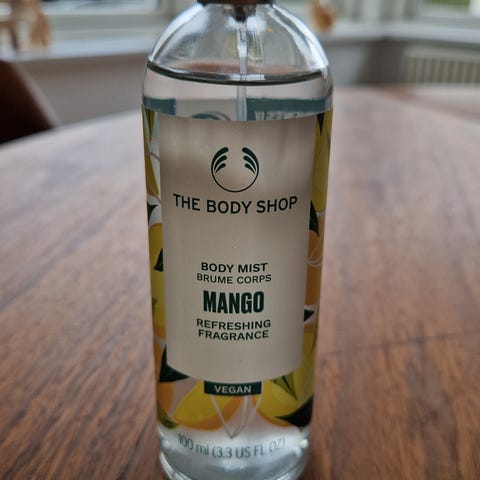 THE BODY SHOP
BODY MIST
BRUME CORPS
MANGO
REFRESHING
FRAGRANCE
VEGAN
100 ml (3.3 US FL OZ)